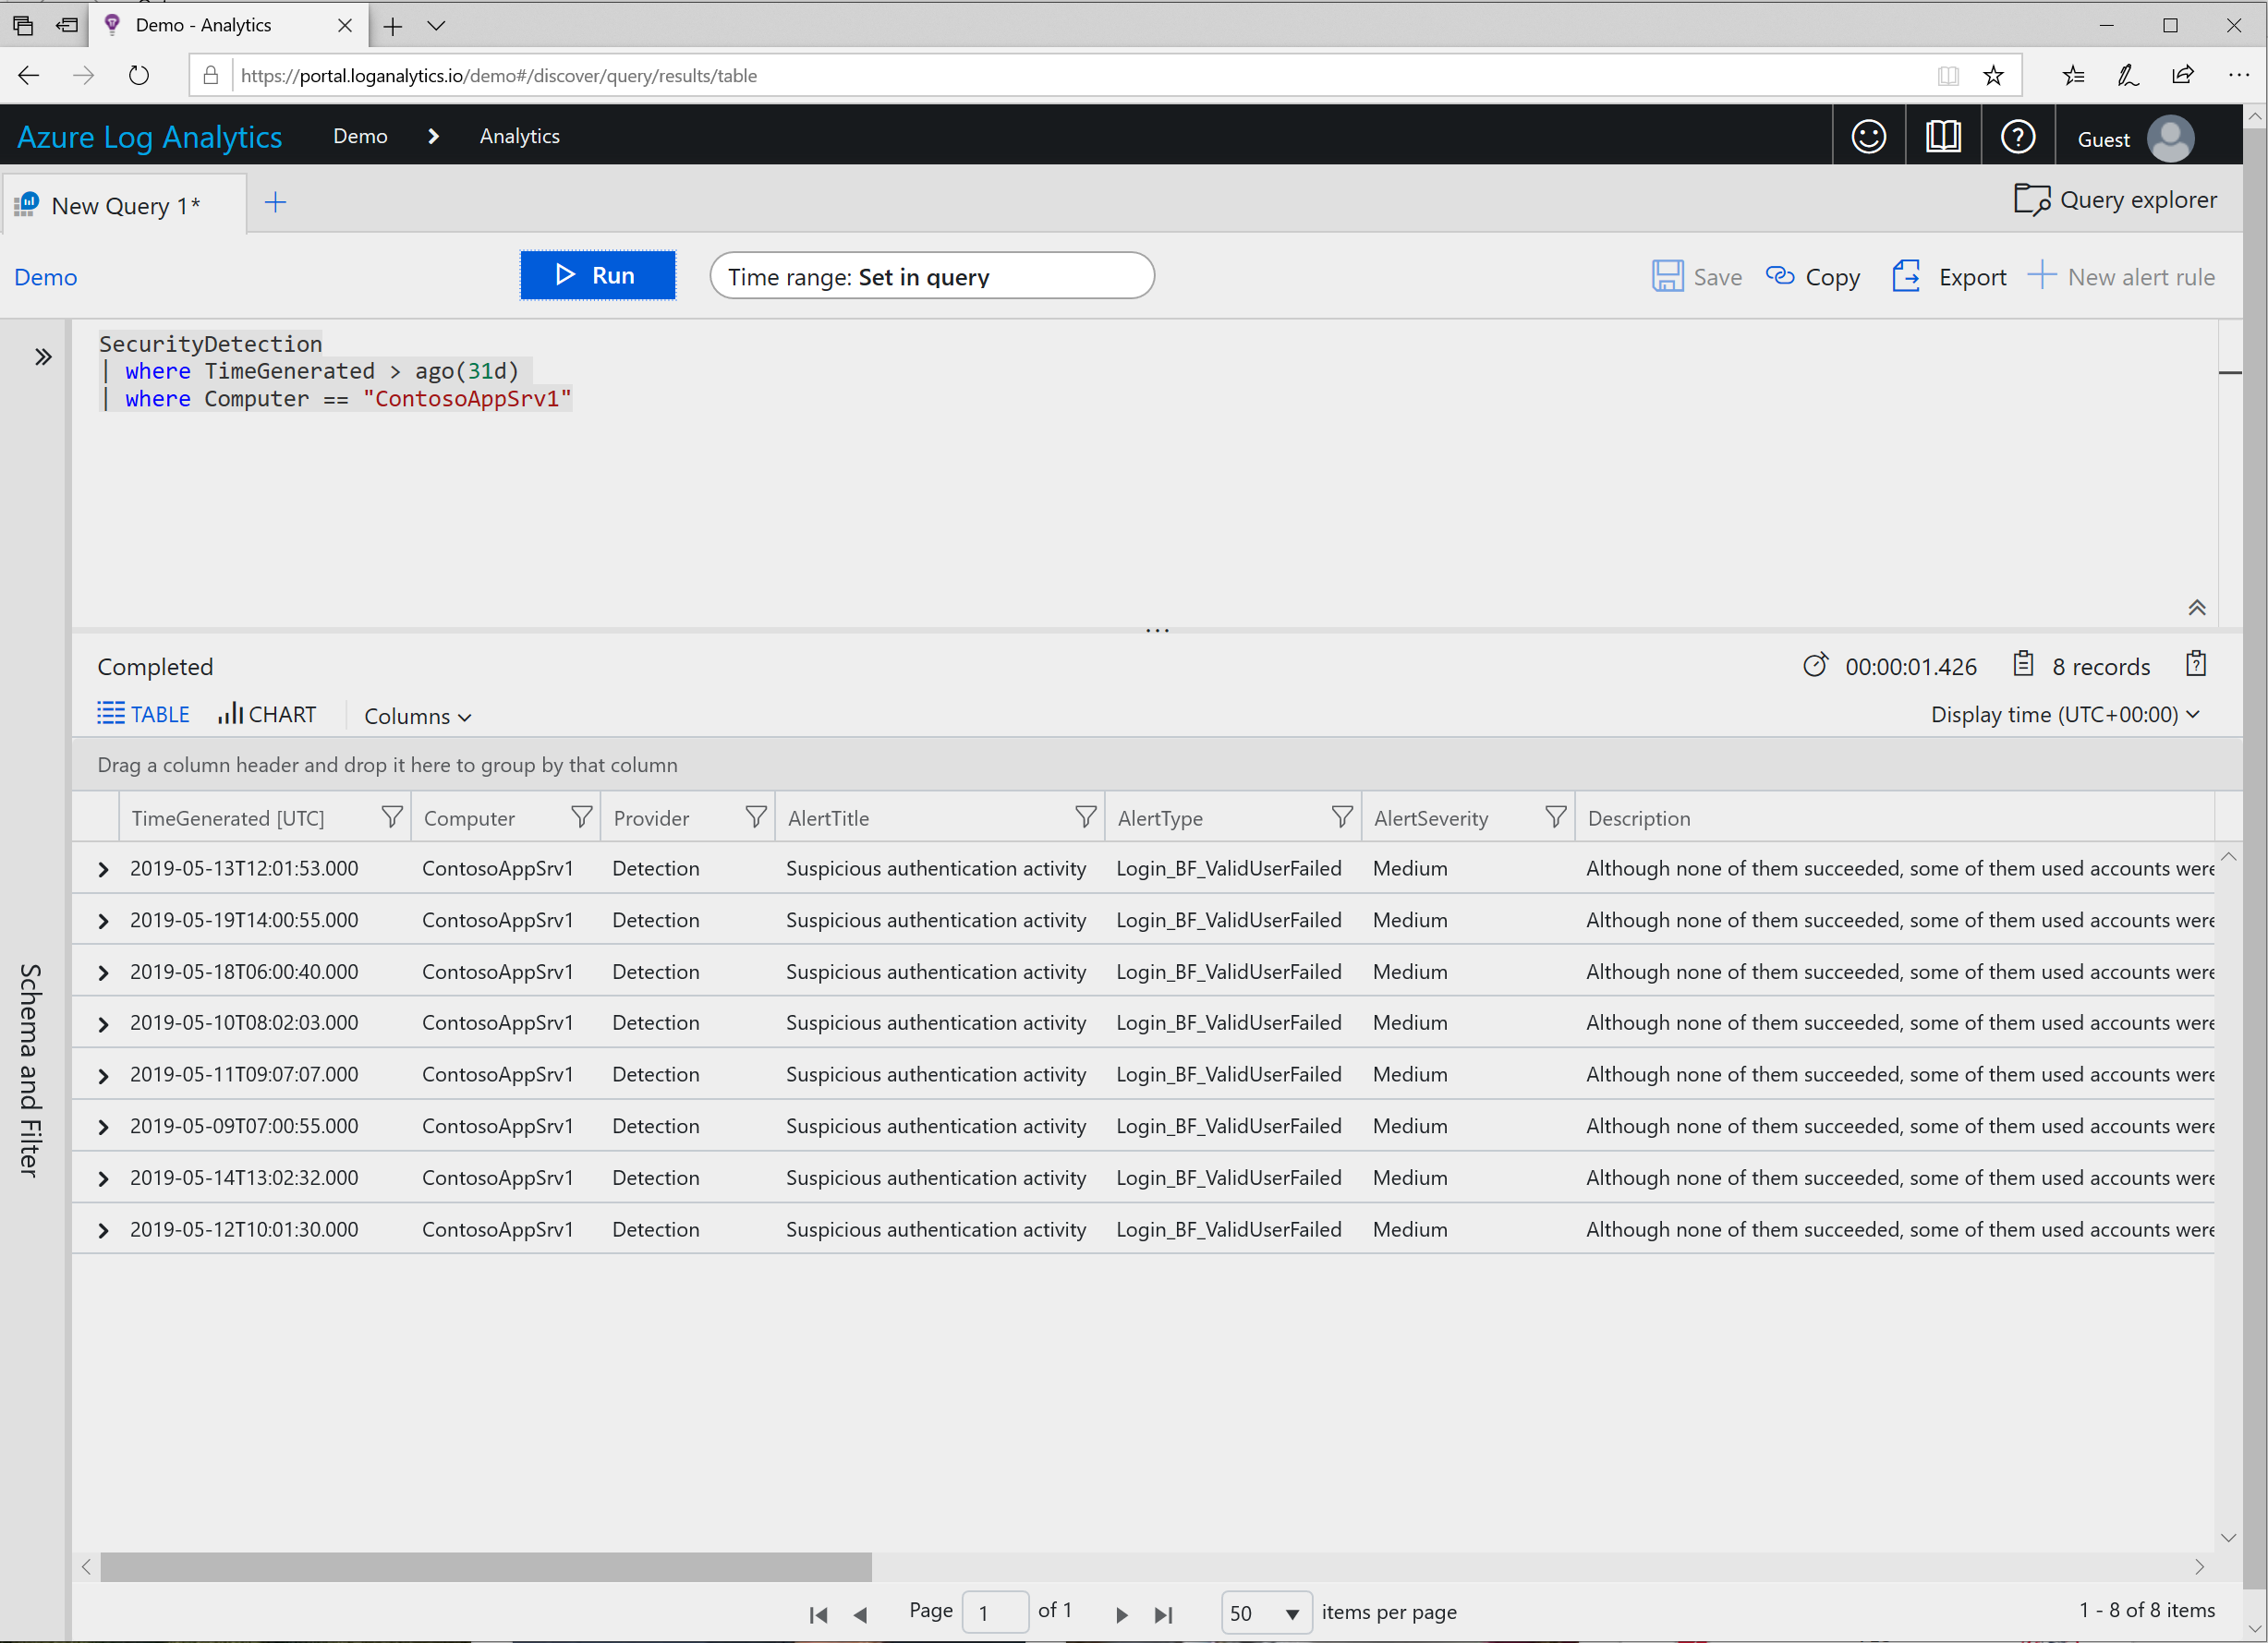 Demo - Analytics
https://portal.loganalytics.io/demo#/discover/query/results/table
Azure Log Analytics Demo Analytics Guest
New Query 1* Query explorer
Demo Run Time range: Set in query Save Copy Export New alert rule
SecurityDetection
| where TimeGenerated > ago(31d)
| where Computer == "ContosoAppSrv1"
Completed 00:00:01.426 8 records
TABLE CHART Columns Display time (UTC+00:00)
Drag a column header and drop it here to group by that column
TimeGenerated [UTC] Computer Provider AlertTitle AlertType AlertSeverity Description
2019-05-13T12:01:53.000 ContosoAppSrv1 Detection Suspicious authentication activity Login_BF_ValidUserFailed Medium Although none of them succeeded, some of them used accounts were
2019-05-19T14:00:55.000 ContosoAppSrv1 Detection Suspicious authentication activity Login_BF_ValidUserFailed Medium Although none of them succeeded, some of them used accounts were
2019-05-18T06:00:40.000 ContosoAppSrv1 Detection Suspicious authentication activity Login_BF_ValidUserFailed Medium Although none of them succeeded, some of them used accounts were
2019-05-10T08:02:03.000 ContosoAppSrv1 Detection Suspicious authentication activity Login_BF_ValidUserFailed Medium Although none of them succeeded, some of them used accounts were
2019-05-11T09:07:07.000 ContosoAppSrv1 Detection Suspicious authentication activity Login_BF_ValidUserFailed Medium Although none of them succeeded, some of them used accounts were
2019-05-09T07:00:55.000 ContosoAppSrv1 Detection Suspicious authentication activity Login_BF_ValidUserFailed Medium Although none of them succeeded, some of them used accounts were
2019-05-14T13:02:32.000 ContosoAppSrv1 Detection Suspicious authentication activity Login_BF_ValidUserFailed Medium Although none of them succeeded, some of them used accounts were
2019-05-12T10:01:30.000 ContosoAppSrv1 Detection Suspicious authentication activity Login_BF_ValidUserFailed Medium Although none of them succeeded, some of them used accounts were
Schema and Filter
Page 1 of 1 50 items per page 1 - 8 of 8 items